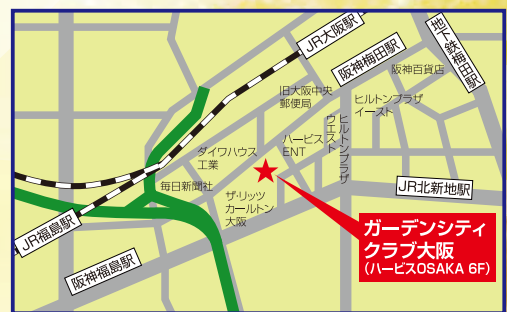 JR大阪駅
地下鉄梅田駅
阪神梅田駅
阪神百貨店
旧大阪中央
郵便局
ヒルトンプラザ
イースト
ヒルトンプラザ
ウエスト
ハービス
ENT
ダイワハウス
工業
毎日新聞社
ザ・リッツ
カールトン
大阪
JR北新地駅
JR福島駅
阪神福島駅
ガーデンシティ
クラブ大阪
(ハービスOSAKA 6F)